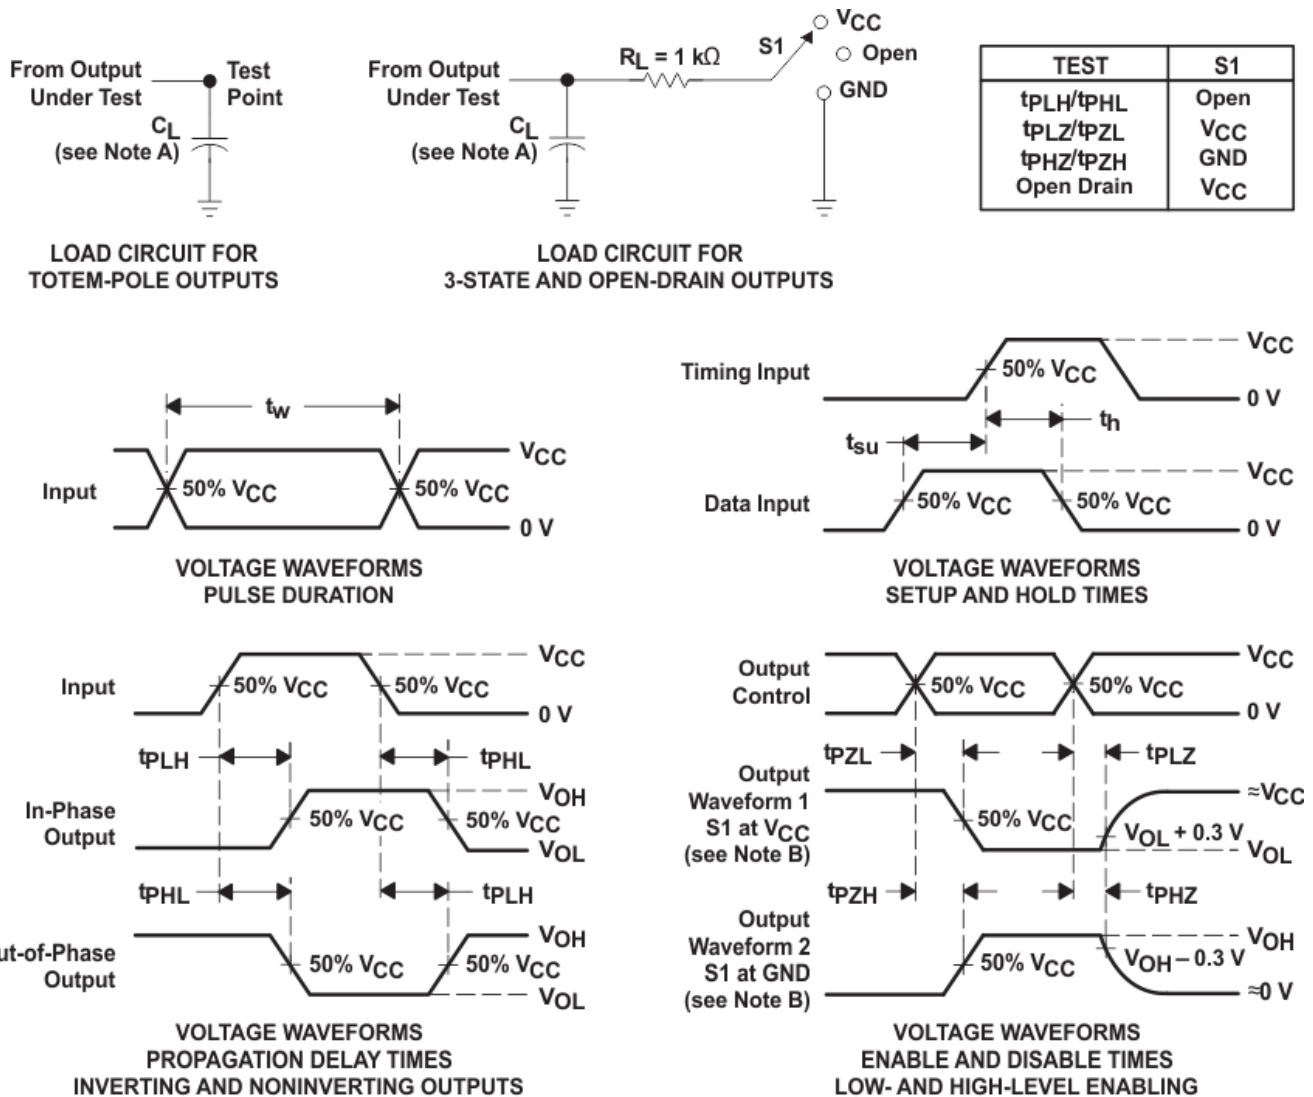 From Output
Under Test
Test
Point
CL
(see Note A)
LOAD CIRCUIT FOR
TOTEM-POLE OUTPUTS
From Output
Under Test
CL
(see Note A)
RL = 1 kΩ
S1
VCC
Open
GND
LOAD CIRCUIT FOR
3-STATE AND OPEN-DRAIN OUTPUTS
TEST S1
tPLH/tPHL Open
tPLZ/tPZL VCC
tPHZ/tPZH GND
Open Drain VCC
tw
Input
50% VCC
50% VCC
VCC
0 V
VOLTAGE WAVEFORMS
PULSE DURATION
Timing Input
50% VCC
VCC
0 V
th
tsu
Data Input
50% VCC
50% VCC
VCC
0 V
VOLTAGE WAVEFORMS
SETUP AND HOLD TIMES
Input
50% VCC
50% VCC
VCC
0 V
tPLH
tPHL
In-Phase
Output
50% VCC
50% VCC
VOH
VOL
tPHL
tPLH
ut-of-Phase
Output
50% VCC
50% VCC
VOH
VOL
VOLTAGE WAVEFORMS
PROPAGATION DELAY TIMES
INVERTING AND NONINVERTING OUTPUTS
Output
Control
50% VCC
50% VCC
VCC
0 V
tPZL
tPLZ
Output
Waveform 1
S1 at VCC
(see Note B)
50% VCC
VOL + 0.3 V
≈VCC
VOL
tPZH
tPHZ
Output
Waveform 2
S1 at GND
(see Note B)
50% VCC
VOH − 0.3 V
VOH
≈0 V
VOLTAGE WAVEFORMS
ENABLE AND DISABLE TIMES
LOW- AND HIGH-LEVEL ENABLING